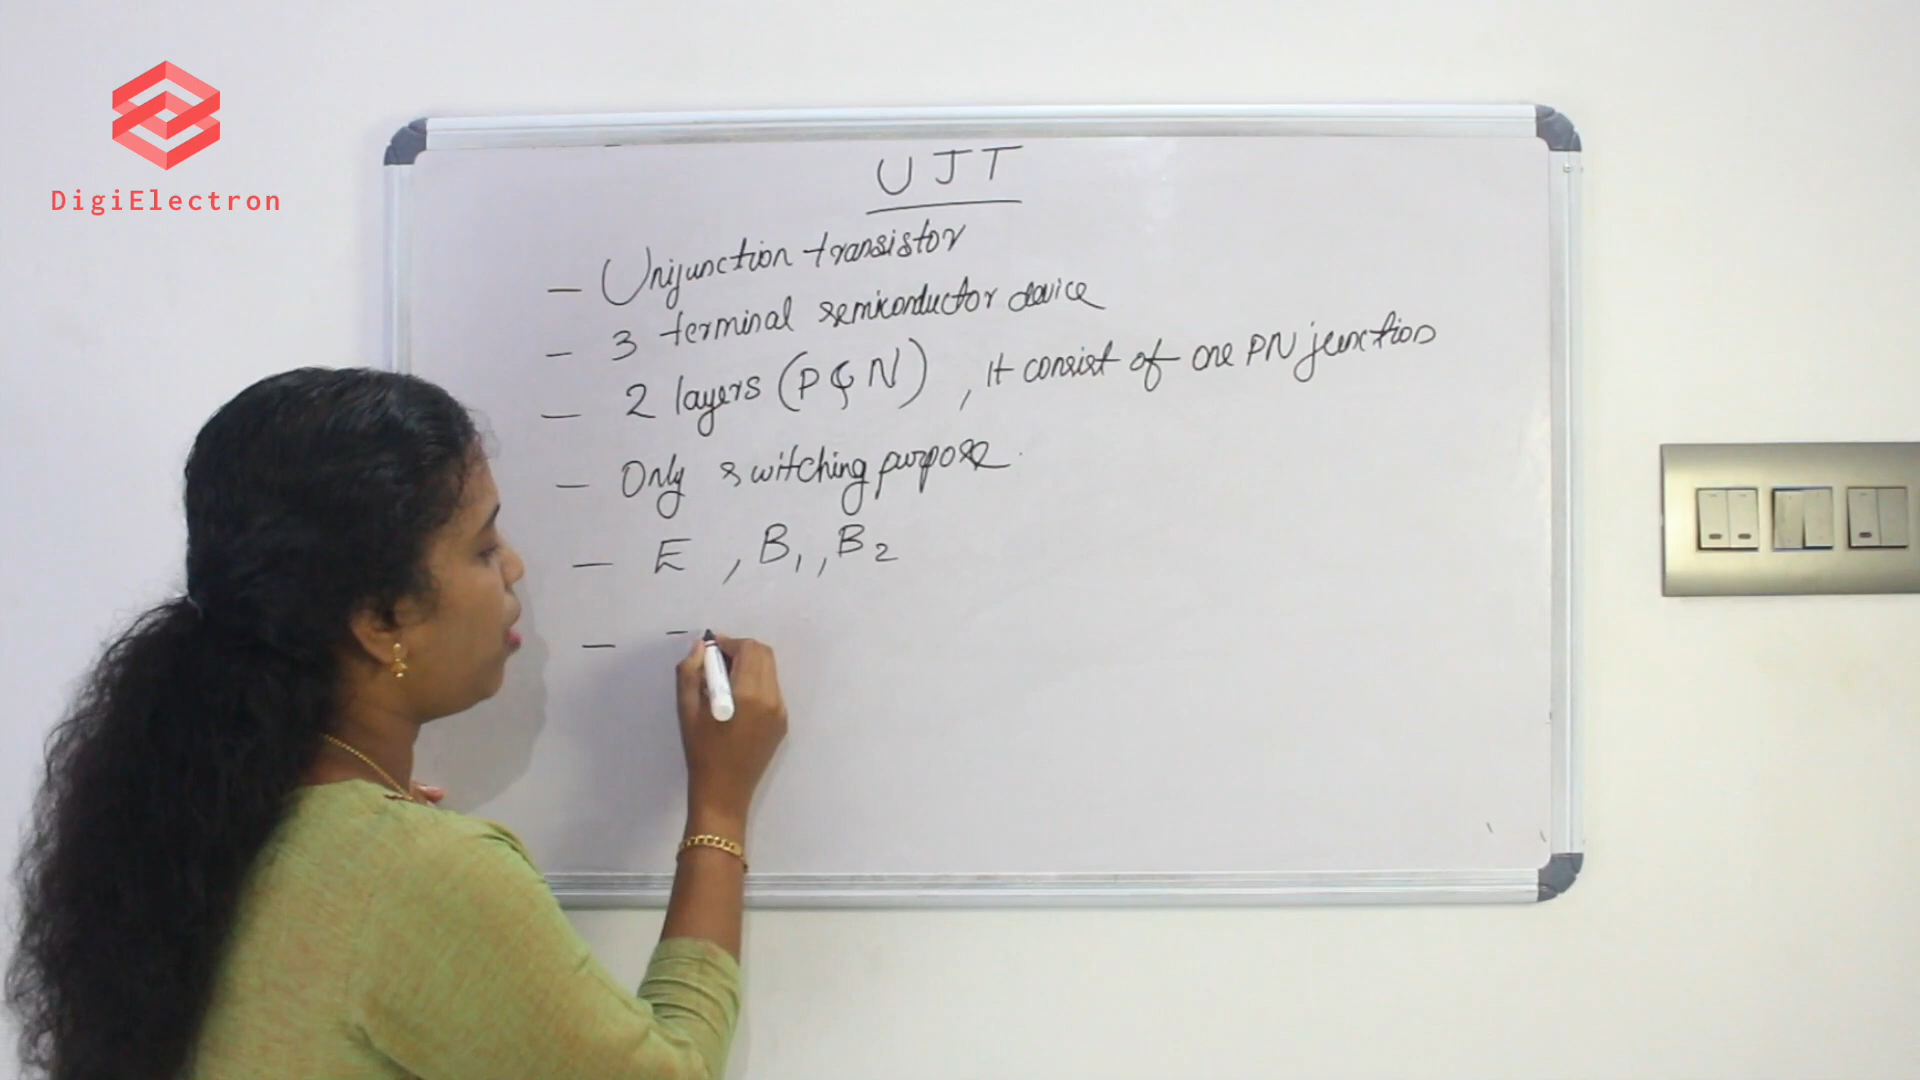 DigiElectron
UJT
— Unijunction transistor
— 3 terminal semiconductor device
— 2 layers (P & N), It consist of one PN junction
— Only switching purpose.
— E, B1, B2
—